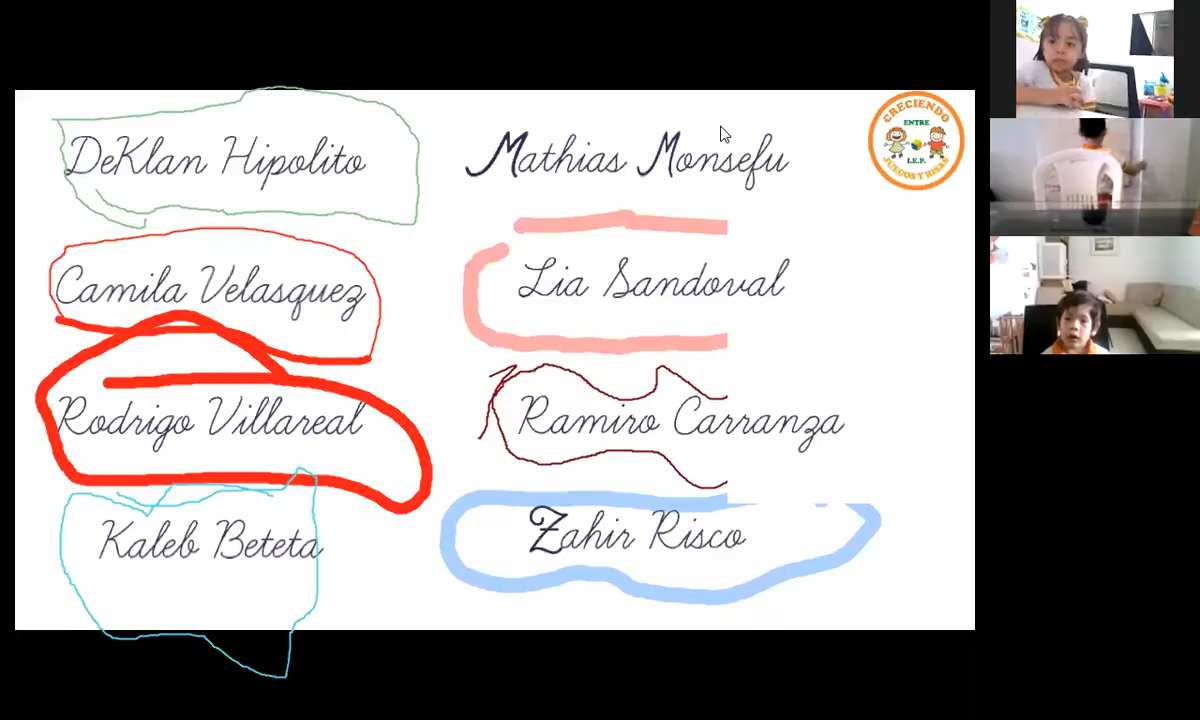 DeKlan Hipolito
Mathias Monsefu
CRECIENDO
ENTRE
I.E.P.
JUEGOS Y RISAS
Camila Velasquez
Lia Sandoval
Rodrigo Villareal
Ramiro Carranza
Kaleb Beteta
Zahir Risco